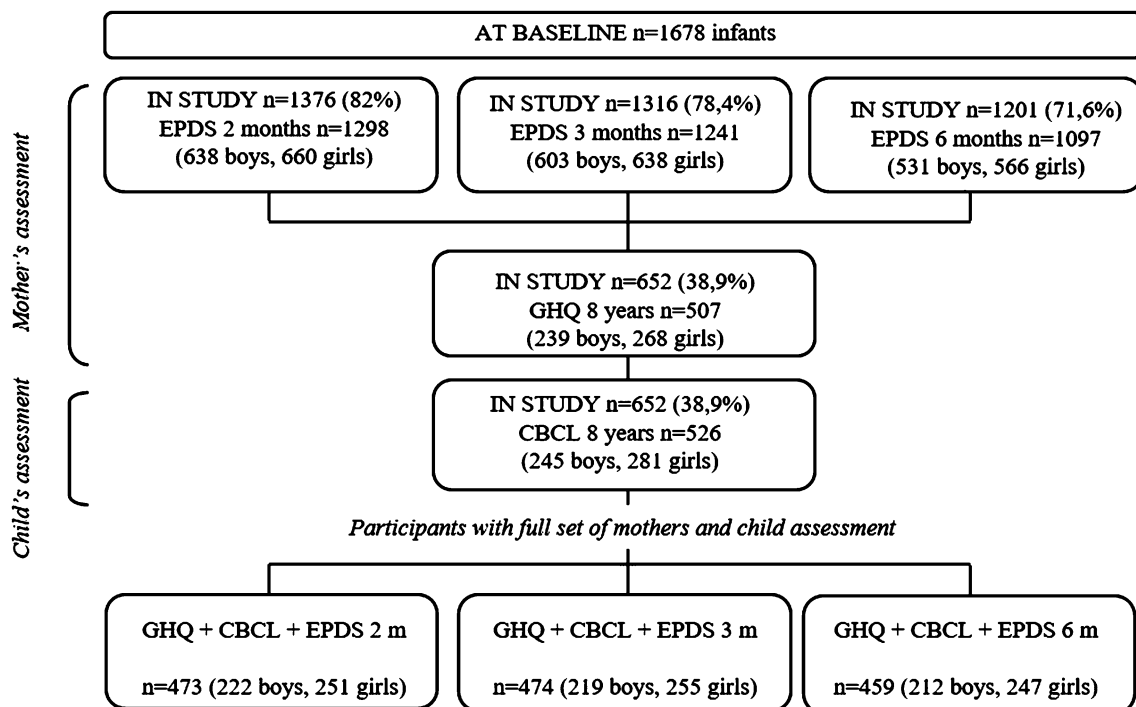 AT BASELINE n=1678 infants
Mother's assessment
IN STUDY n=1376 (82%)
EPDS 2 months n=1298
(638 boys, 660 girls)
IN STUDY n=1316 (78,4%)
EPDS 3 months n=1241
(603 boys, 638 girls)
IN STUDY n=1201 (71,6%)
EPDS 6 months n=1097
(531 boys, 566 girls)
IN STUDY n=652 (38,9%)
GHQ 8 years n=507
(239 boys, 268 girls)
Child's assessment
IN STUDY n=652 (38,9%)
CBCL 8 years n=526
(245 boys, 281 girls)
Participants with full set of mothers and child assessment
GHQ + CBCL + EPDS 2 m
n=473 (222 boys, 251 girls)
GHQ + CBCL + EPDS 3 m
n=474 (219 boys, 255 girls)
GHQ + CBCL + EPDS 6 m
n=459 (212 boys, 247 girls)